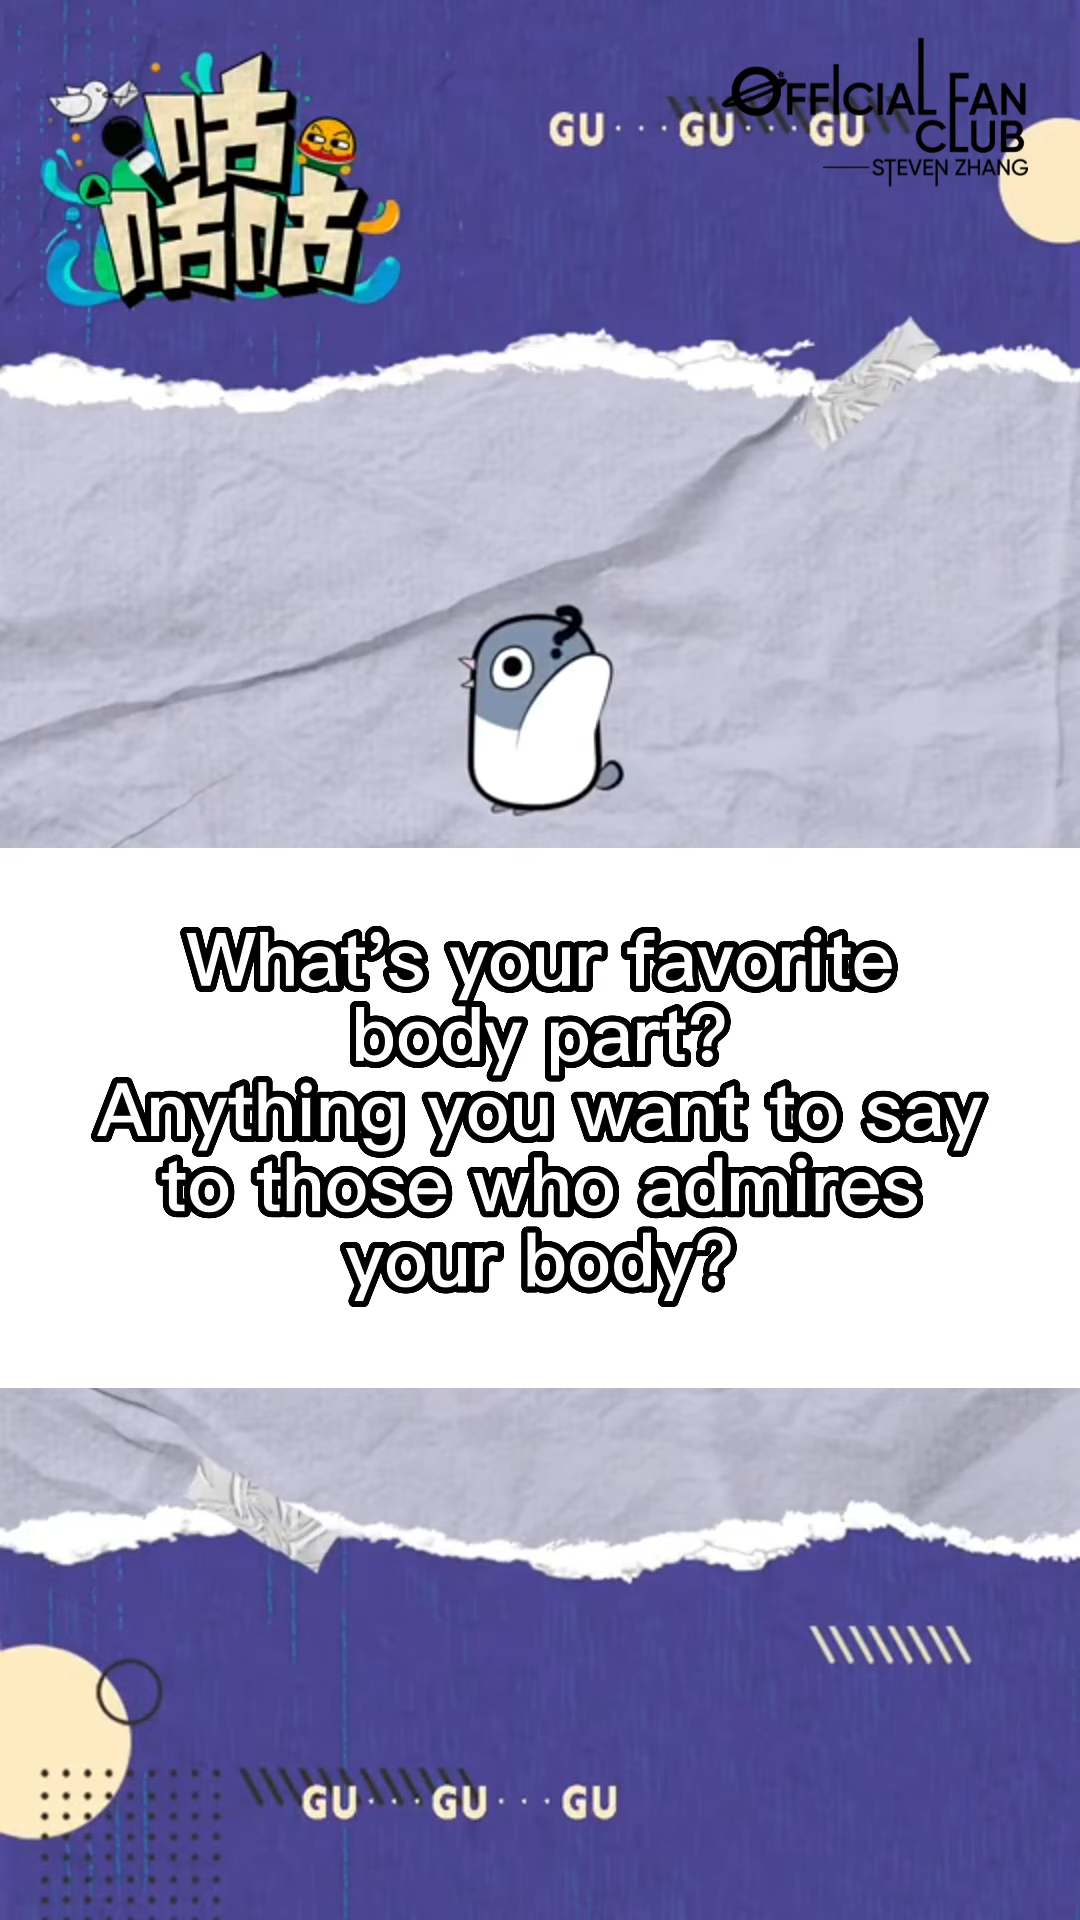 咕
咕咕
GU···GU···GU
OFFICIAL FAN
CLUB
STEVEN ZHANG
?
What's your favorite
body part?
Anything you want to say
to those who admires
your body?
GU···GU···GU